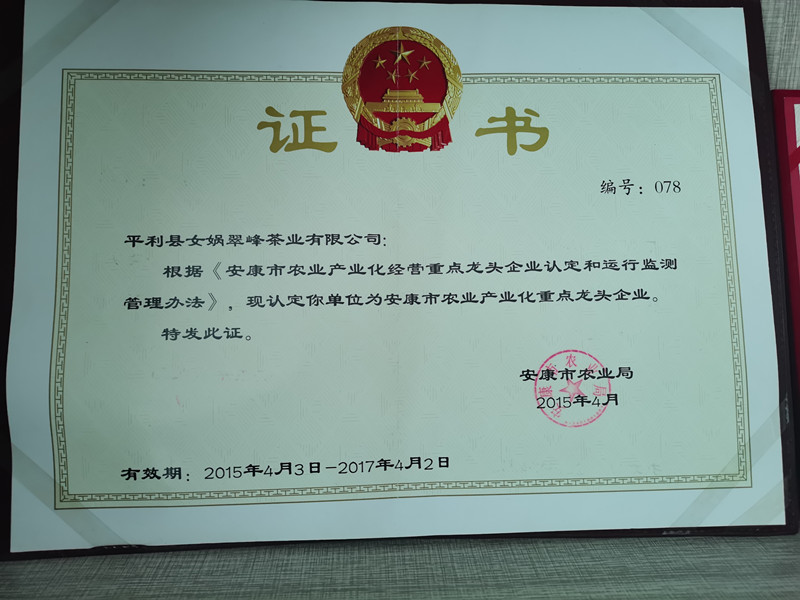 证书
编号：078
平利县女娲翠峰茶业有限公司：
根据《安康市农业产业化经营重点龙头企业认定和运行监测
管理办法》，现认定你单位为安康市农业产业化重点龙头企业。
特发此证。
安康市农业局
2015年4月
有效期：2015年4月3日-2017年4月2日